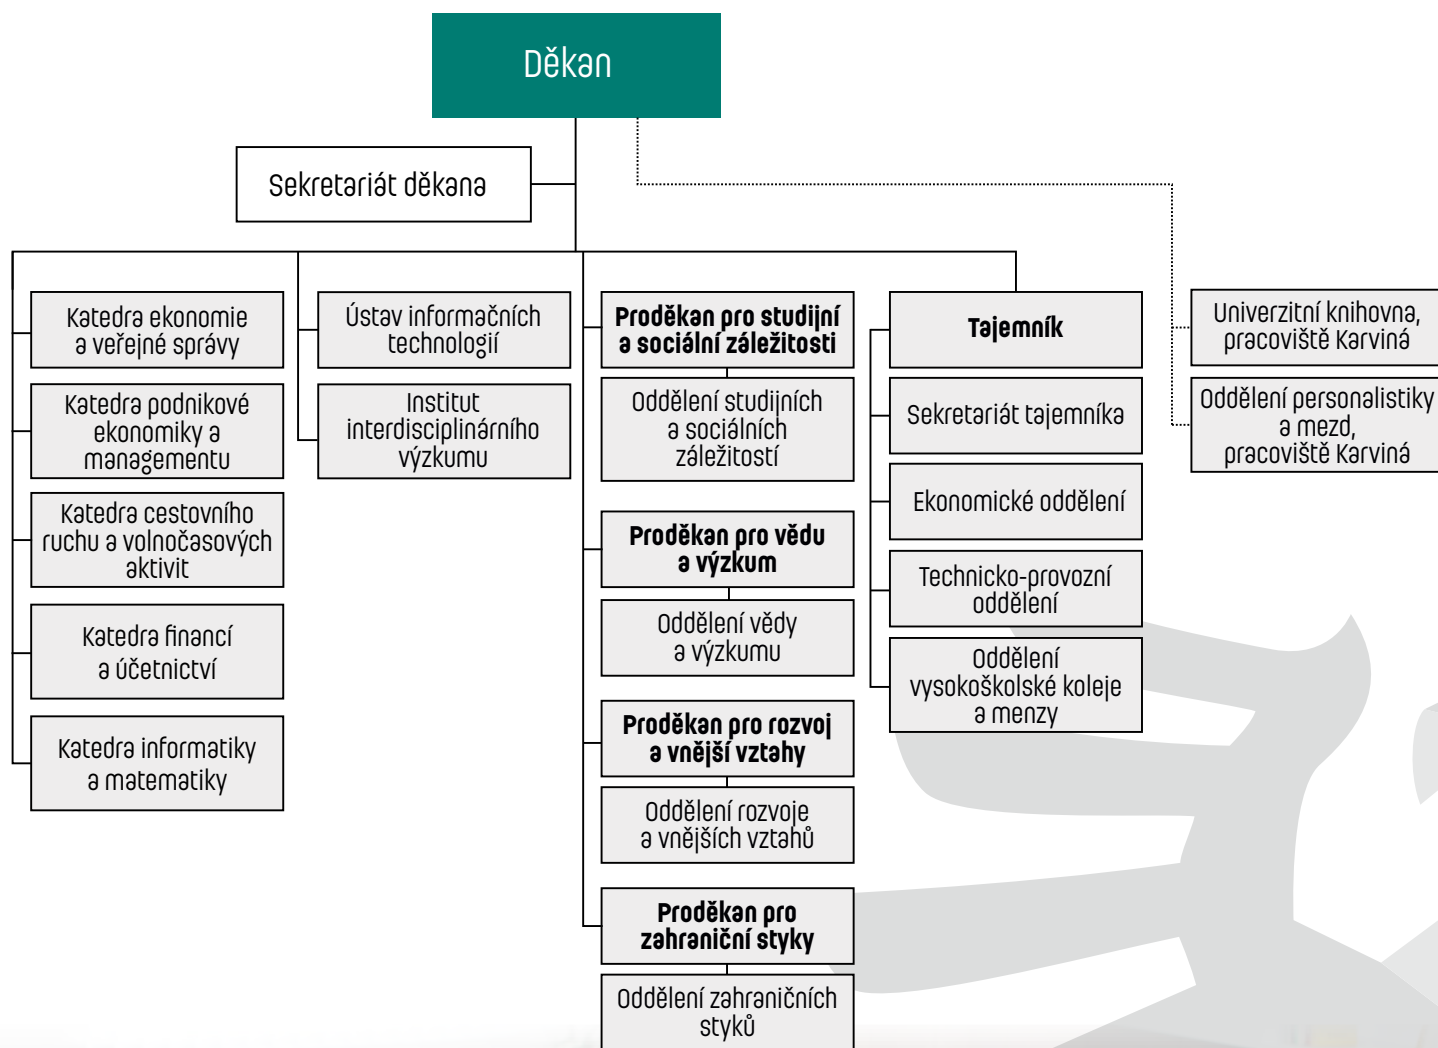 Děkan
Sekretariát děkana
Katedra ekonomie
a veřejné správy
Katedra podnikové
ekonomiky a
managementu
Katedra cestovního
ruchu a volnočasových
aktivit
Katedra financí
a účetnictví
Katedra informatiky
a matematiky
Ústav informačních
technologií
Institut
interdisciplinárního
výzkumu
Proděkan pro studijní
a sociální záležitosti
Oddělení studijních
a sociálních
záležitostí
Proděkan pro vědu
a výzkum
Oddělení vědy
a výzkumu
Proděkan pro rozvoj
a vnější vztahy
Oddělení rozvoje
a vnějších vztahů
Proděkan pro
zahraniční styky
Oddělení zahraničních
styků
Tajemník
Sekretariát tajemníka
Ekonomické oddělení
Technicko-provozní
oddělení
Oddělení
vysokoškolské koleje
a menzy
Univerzitní knihovna,
pracoviště Karviná
Oddělení personalistiky
a mezd,
pracoviště Karviná